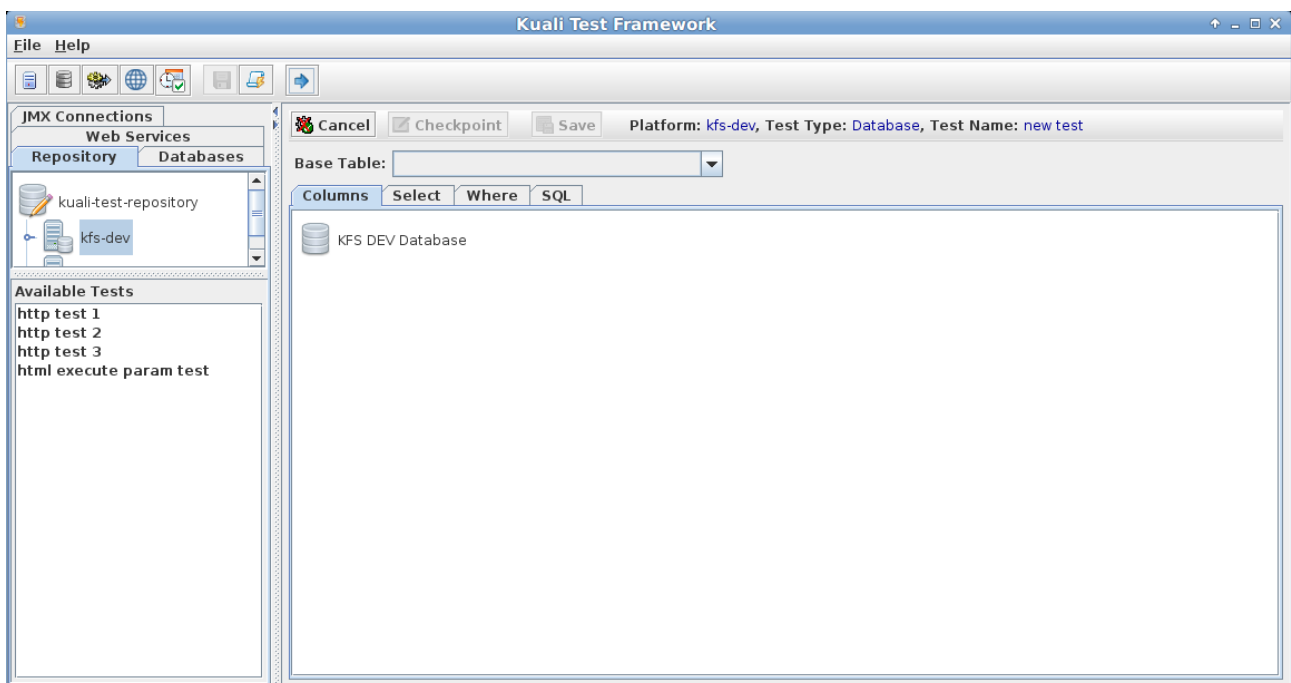 Kuali Test Framework
File Help
JMX Connections
Web Services
Repository Databases
kuali-test-repository
kfs-dev
Available Tests
http test 1
http test 2
http test 3
html execute param test
Cancel Checkpoint Save Platform: kfs-dev, Test Type: Database, Test Name: new test
Base Table:
Columns Select Where SQL
KFS DEV Database